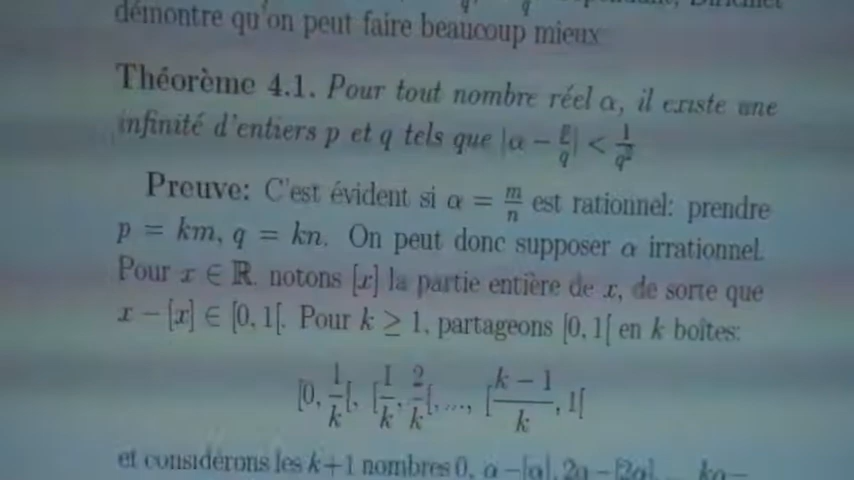 démontre qu'on peut faire beaucoup mieux
Théorème 4.1. Pour tout nombre réel α, il existe une
infinité d'entiers p et q tels que |α − p/q| < 1/q²
Preuve: C'est évident si α = m/n est rationnel: prendre
p = km, q = kn. On peut donc supposer α irrationnel.
Pour x ∈ ℝ, notons [x] la partie entière de x, de sorte que
x − [x] ∈ [0, 1[. Pour k ≥ 1, partageons [0, 1[ en k boîtes:
[0, 1/k[, [1/k, 2/k[, ..., [k − 1/k, 1[
et considérons les k+1 nombres 0, α − [α], 2α − [2α], ... kα −